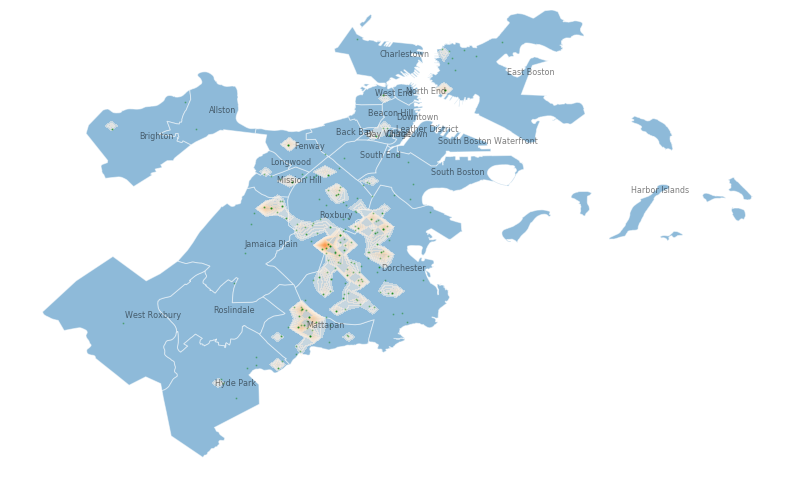 Charlestown
East Boston
West End
North End
Allston
Beacon Hill
Downtown
Leather District
Brighton
Back Bay
Bay Village
Chinatown
South Boston Waterfront
Fenway
South End
Longwood
South Boston
Mission Hill
Harbor Islands
Roxbury
Jamaica Plain
Dorchester
Roslindale
West Roxbury
Mattapan
Hyde Park